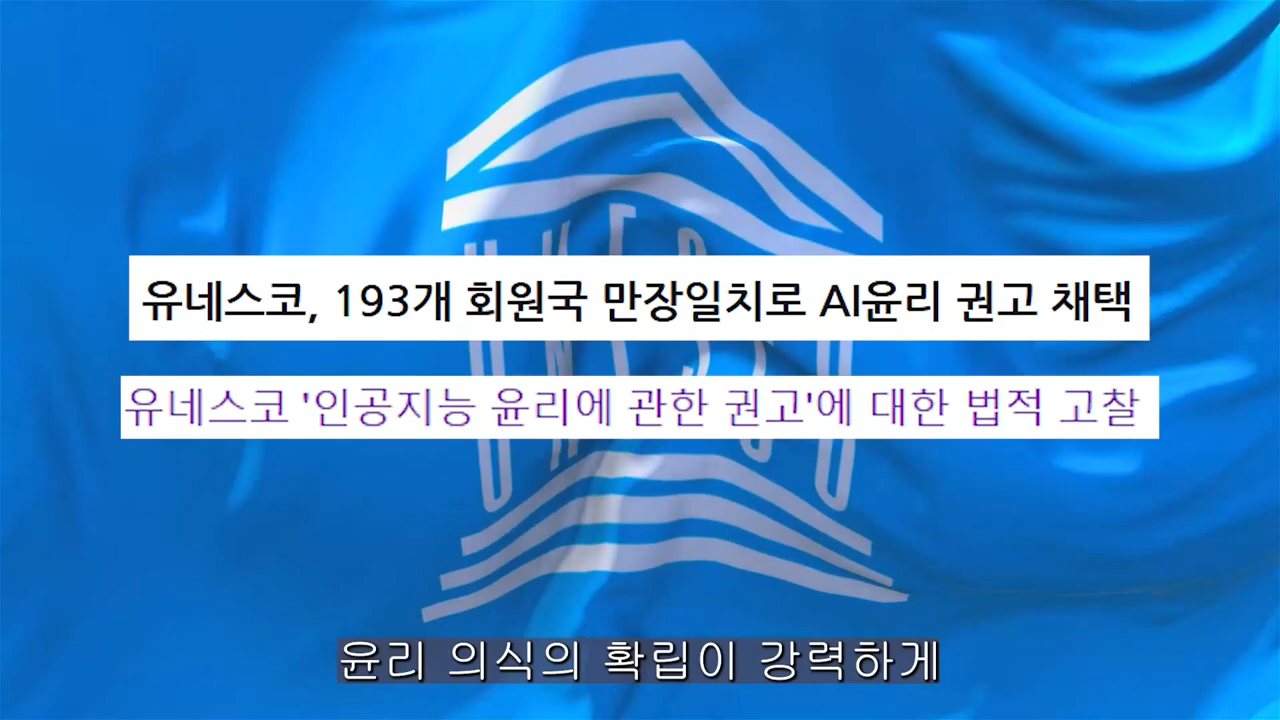 UNESCO
유네스코, 193개 회원국 만장일치로 AI윤리 권고 채택
유네스코 '인공지능 윤리에 관한 권고'에 대한 법적 고찰
윤리 의식의 확립이 강력하게